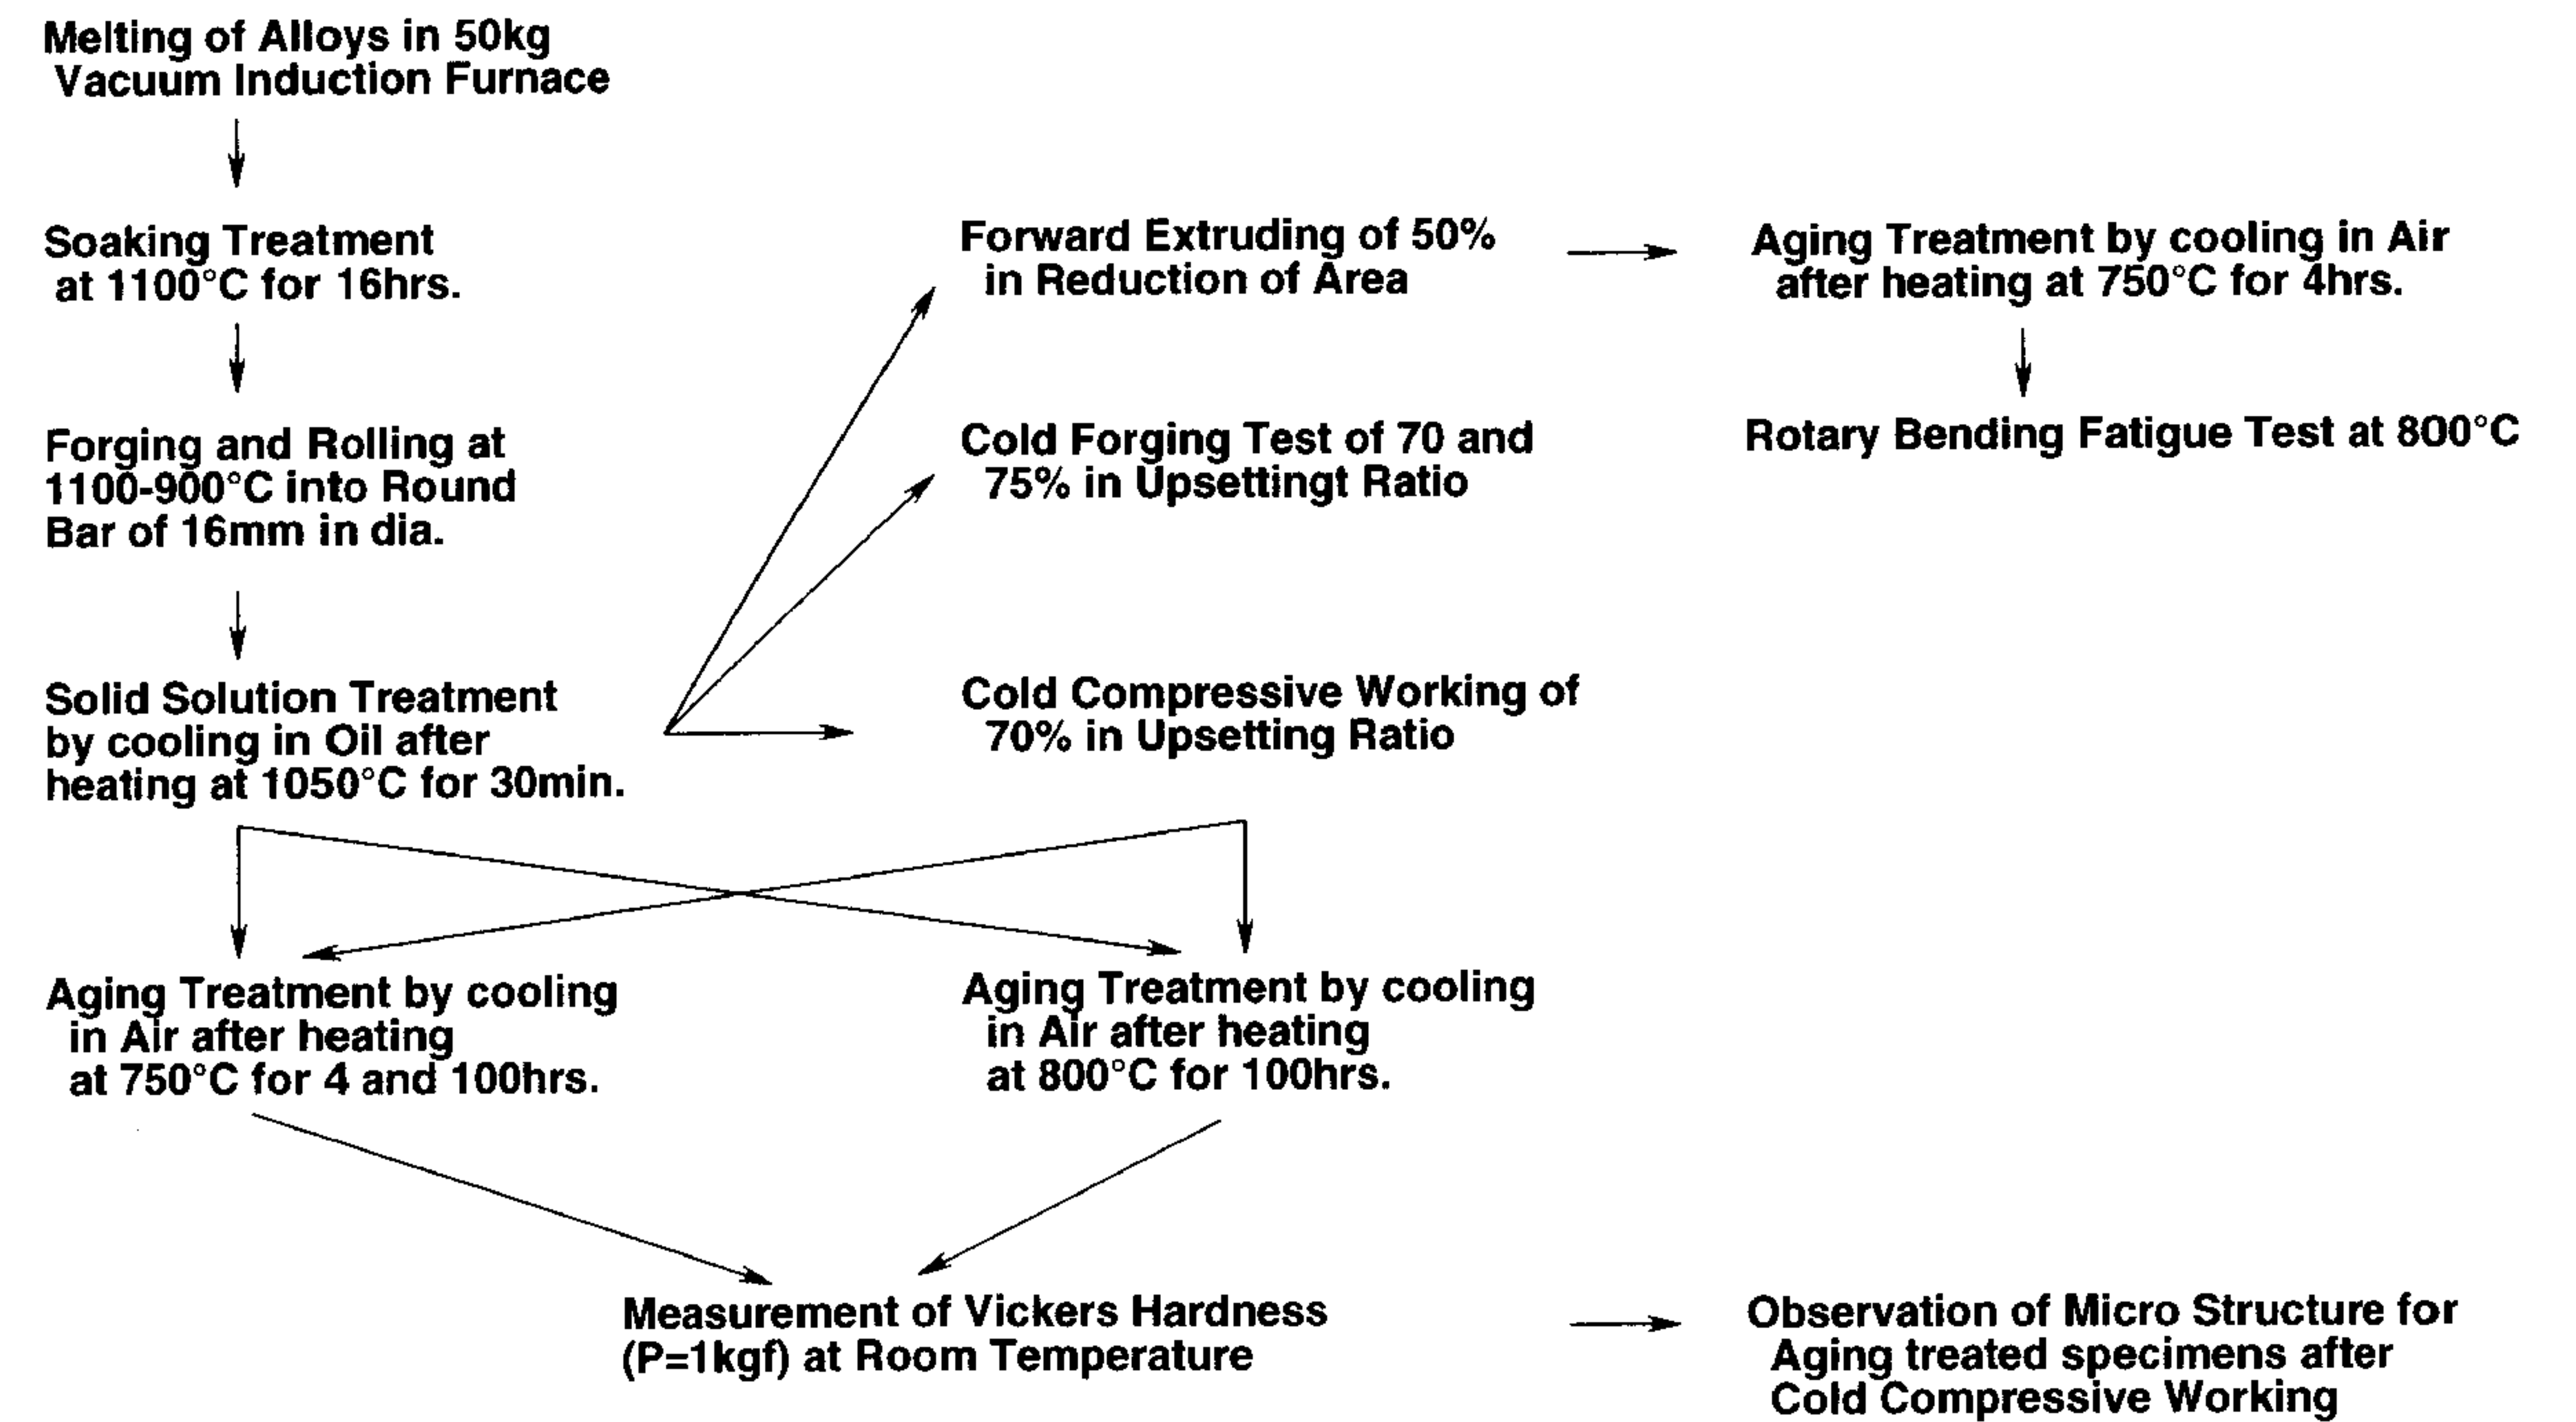 Melting of Alloys in 50kg
Vacuum Induction Furnace
Soaking Treatment
at 1100°C for 16hrs.
Forging and Rolling at
1100-900°C into Round
Bar of 16mm in dia.
Solid Solution Treatment
by cooling in Oil after
heating at 1050°C for 30min.
Forward Extruding of 50%
in Reduction of Area
Aging Treatment by cooling in Air
after heating at 750°C for 4hrs.
Rotary Bending Fatigue Test at 800°C
Cold Forging Test of 70 and
75% in Upsettingt Ratio
Cold Compressive Working of
70% in Upsetting Ratio
Aging Treatment by cooling
in Air after heating
at 750°C for 4 and 100hrs.
Aging Treatment by cooling
in Air after heating
at 800°C for 100hrs.
Measurement of Vickers Hardness
(P=1kgf) at Room Temperature
Observation of Micro Structure for
Aging treated specimens after
Cold Compressive Working